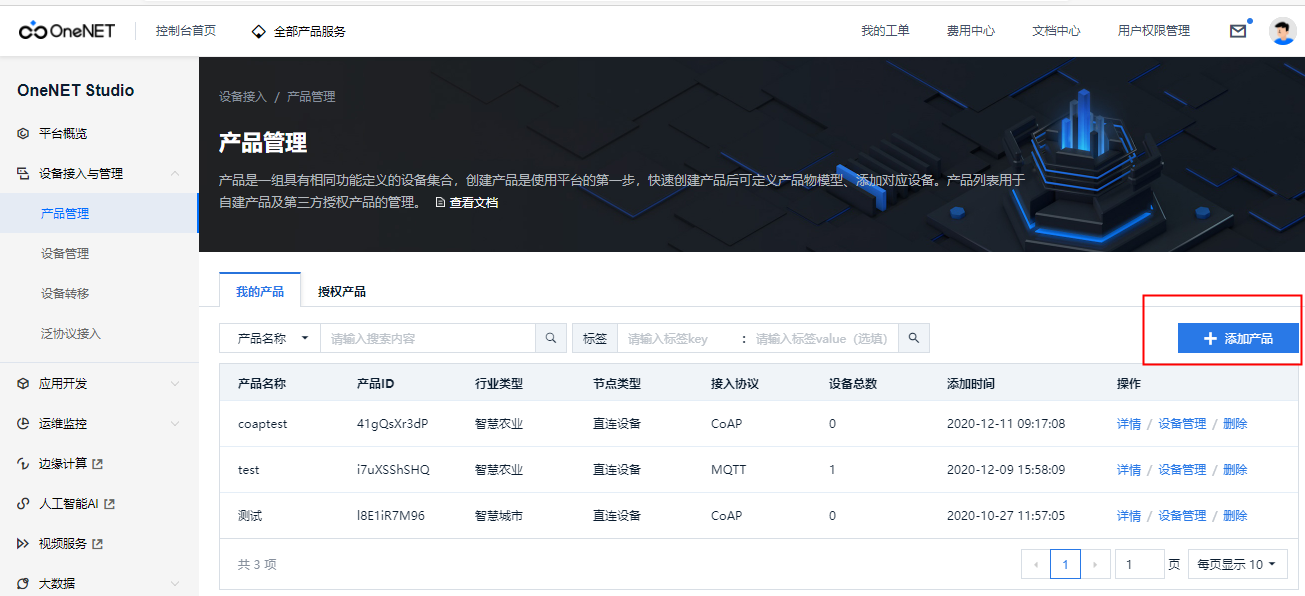 OneNET 控制台首页 全部产品服务 我的工单 费用中心 文档中心 用户权限管理
OneNET Studio
平台概览
设备接入与管理
产品管理
设备管理
设备转移
泛协议接入
应用开发
运维监控
边缘计算
人工智能AI
视频服务
大数据
设备接入 / 产品管理
产品管理
产品是一组具有相同功能定义的设备集合，创建产品是使用平台的第一步，快速创建产品后可定义产品物模型、添加对应设备。产品列表用于
自建产品及第三方授权产品的管理。 查看文档
我的产品 授权产品
产品名称 请输入搜索内容 标签 请输入标签key : 请输入标签value（选填） 添加产品
产品名称 产品ID 行业类型 节点类型 接入协议 设备总数 添加时间 操作
coaptest 41gQsXr3dP 智慧农业 直连设备 CoAP 0 2020-12-11 09:17:08 详情 / 设备管理 / 删除
test i7uXSShSHQ 智慧农业 直连设备 MQTT 1 2020-12-09 15:58:09 详情 / 设备管理 / 删除
测试 l8E1iR7M96 智慧城市 直连设备 CoAP 0 2020-10-27 11:57:05 详情 / 设备管理 / 删除
共 3 项 1 1 页 每页显示 10